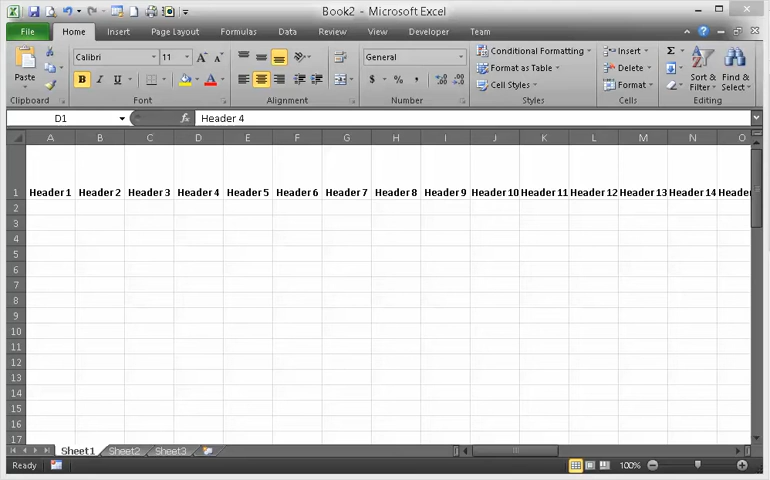 Book2 - Microsoft Excel
File Home Insert Page Layout Formulas Data Review View Developer Team
Calibri 11 General Conditional Formatting Insert Σ
Paste B I U A $ % , Format as Table Delete Sort & Filter Find & Select
Cell Styles Format
Clipboard Font Alignment Number Styles Cells Editing
D1 fx Header 4
A B C D E F G H I J K L M N O
1 Header 1 Header 2 Header 3 Header 4 Header 5 Header 6 Header 7 Header 8 Header 9 Header 10 Header 11 Header 12 Header 13 Header 14 Header
2
3
4
5
6
7
8
9
10
11
12
13
14
15
16
17
Sheet1 Sheet2 Sheet3
Ready 100%